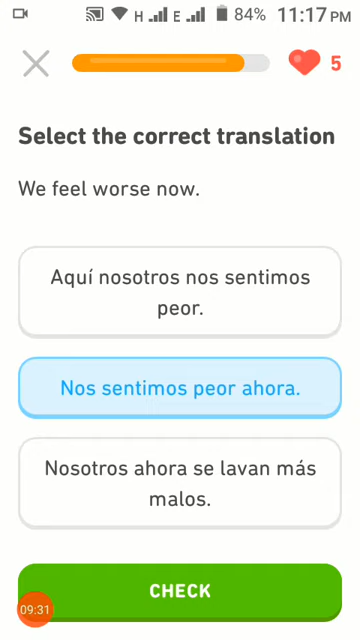 H E 84% 11:17 PM
5
Select the correct translation
We feel worse now.
Aquí nosotros nos sentimos
peor.
Nos sentimos peor ahora.
Nosotros ahora se lavan más
malos.
CHECK
09:31